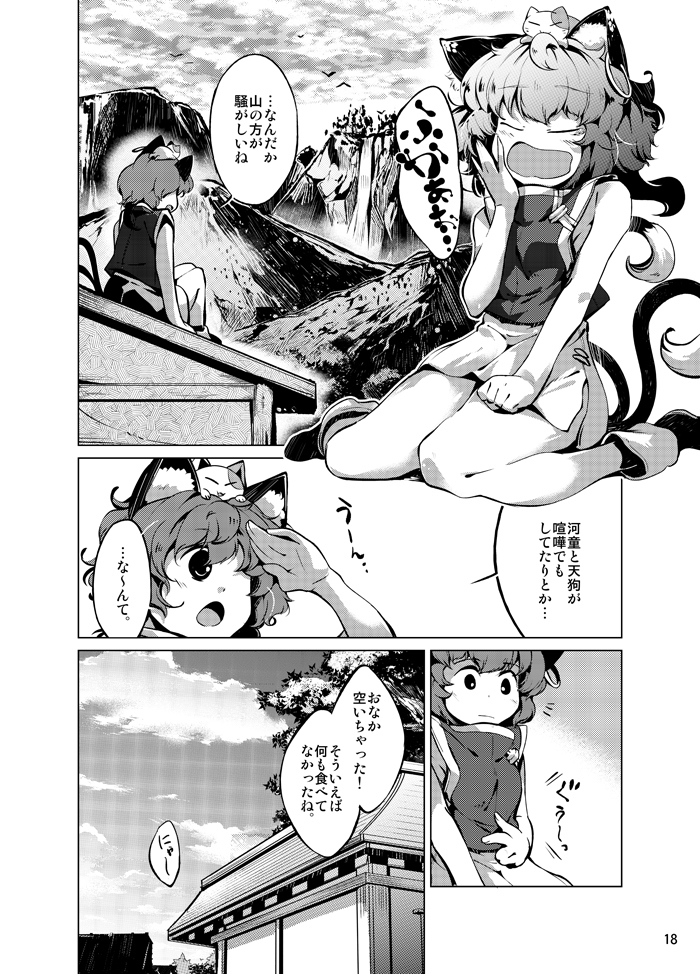 ふわぁぁ…
…なんだか
山の方が
騒がしいね
河童と天狗が
喧嘩でも
してたりとか…
うーん…
…な～んて。
ぐぅ～っ
おなか
空いちゃった！
そういえば
何も食べて
なかったね。
にゃー
18